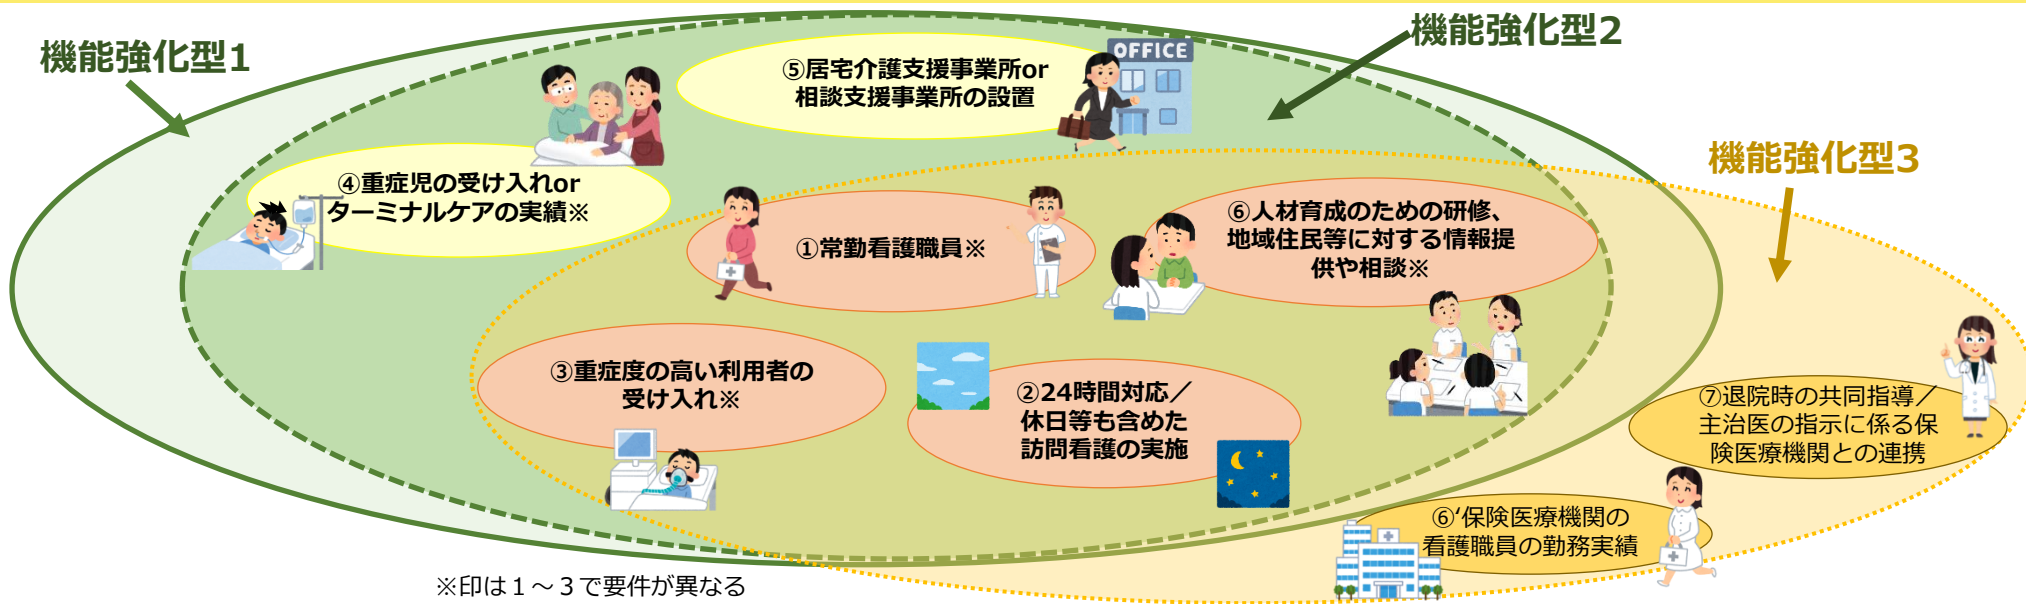 機能強化型1
機能強化型2
機能強化型3
⑤居宅介護支援事業所or
相談支援事業所の設置
OFFICE
④重症児の受け入れor
ターミナルケアの実績※
①常勤看護職員※
⑥人材育成のための研修、
地域住民等に対する情報提
供や相談※
③重症度の高い利用者の
受け入れ※
②24時間対応／
休日等も含めた
訪問看護の実施
⑦退院時の共同指導／
主治医の指示に係る保
険医療機関との連携
⑥‘保険医療機関の
看護職員の勤務実績
※印は１～３で要件が異なる